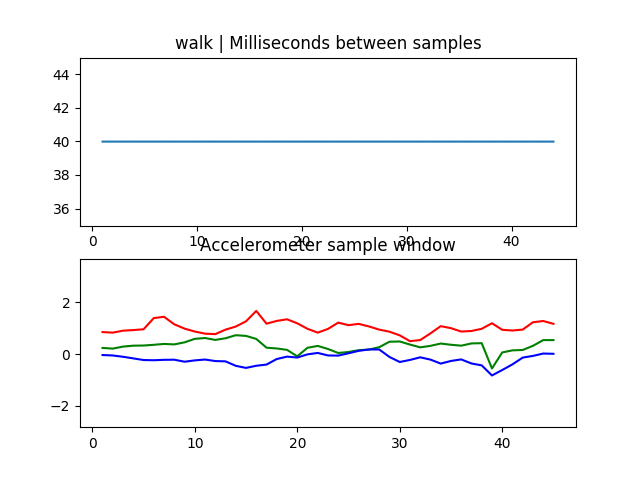 walk | Milliseconds between samples
44
42
40
38
36
0 10 20 30 40
Accelerometer sample window
2
0
−2
0 10 20 30 40